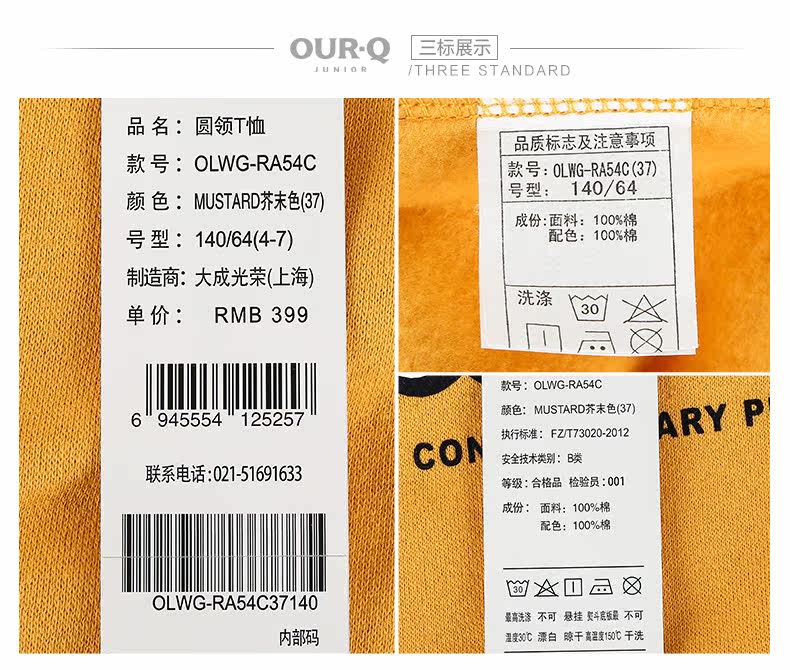 OUR·Q
JUNIOR
三标展示
/THREE STANDARD
品 名： 圆领T恤
款 号： OLWG-RA54C
颜 色： MUSTARD芥末色(37)
号 型： 140/64(4-7)
制造商： 大成光荣(上海)
单 价： RMB 399
6 945554 125257
联系电话：021-51691633
OLWG-RA54C37140
内部码
品质标志及注意事项
款号：OLWG-RA54C(37)
号型： 140/64
成份：面料：100%棉
配色：100%棉
洗涤
30
款号： OLWG-RA54C
颜色： MUSTARD芥末色(37)
执行标准： FZ/T73020-2012
安全技术类别： B类
等级：合格品 检验员：001
成份： 面料：100%棉
配色：100%棉
30
最高洗涤 不可 悬挂 熨斗底板最 不可
温度30℃ 漂白 晾干 高温度150℃ 干洗
CON
ARY P